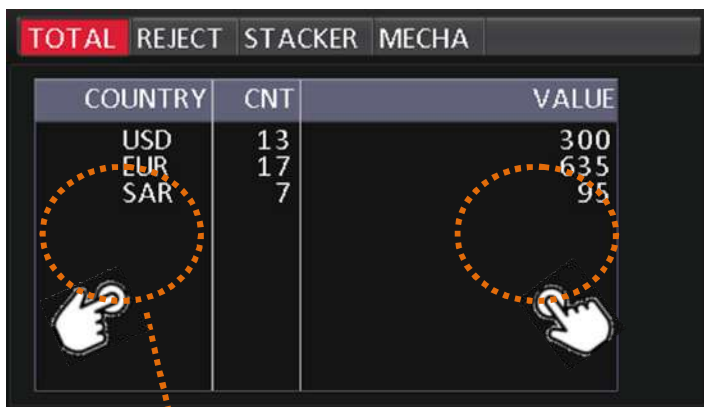 TOTAL REJECT STACKER MECHA
COUNTRY CNT VALUE
USD 13 300
EUR 17 635
SAR 7 95